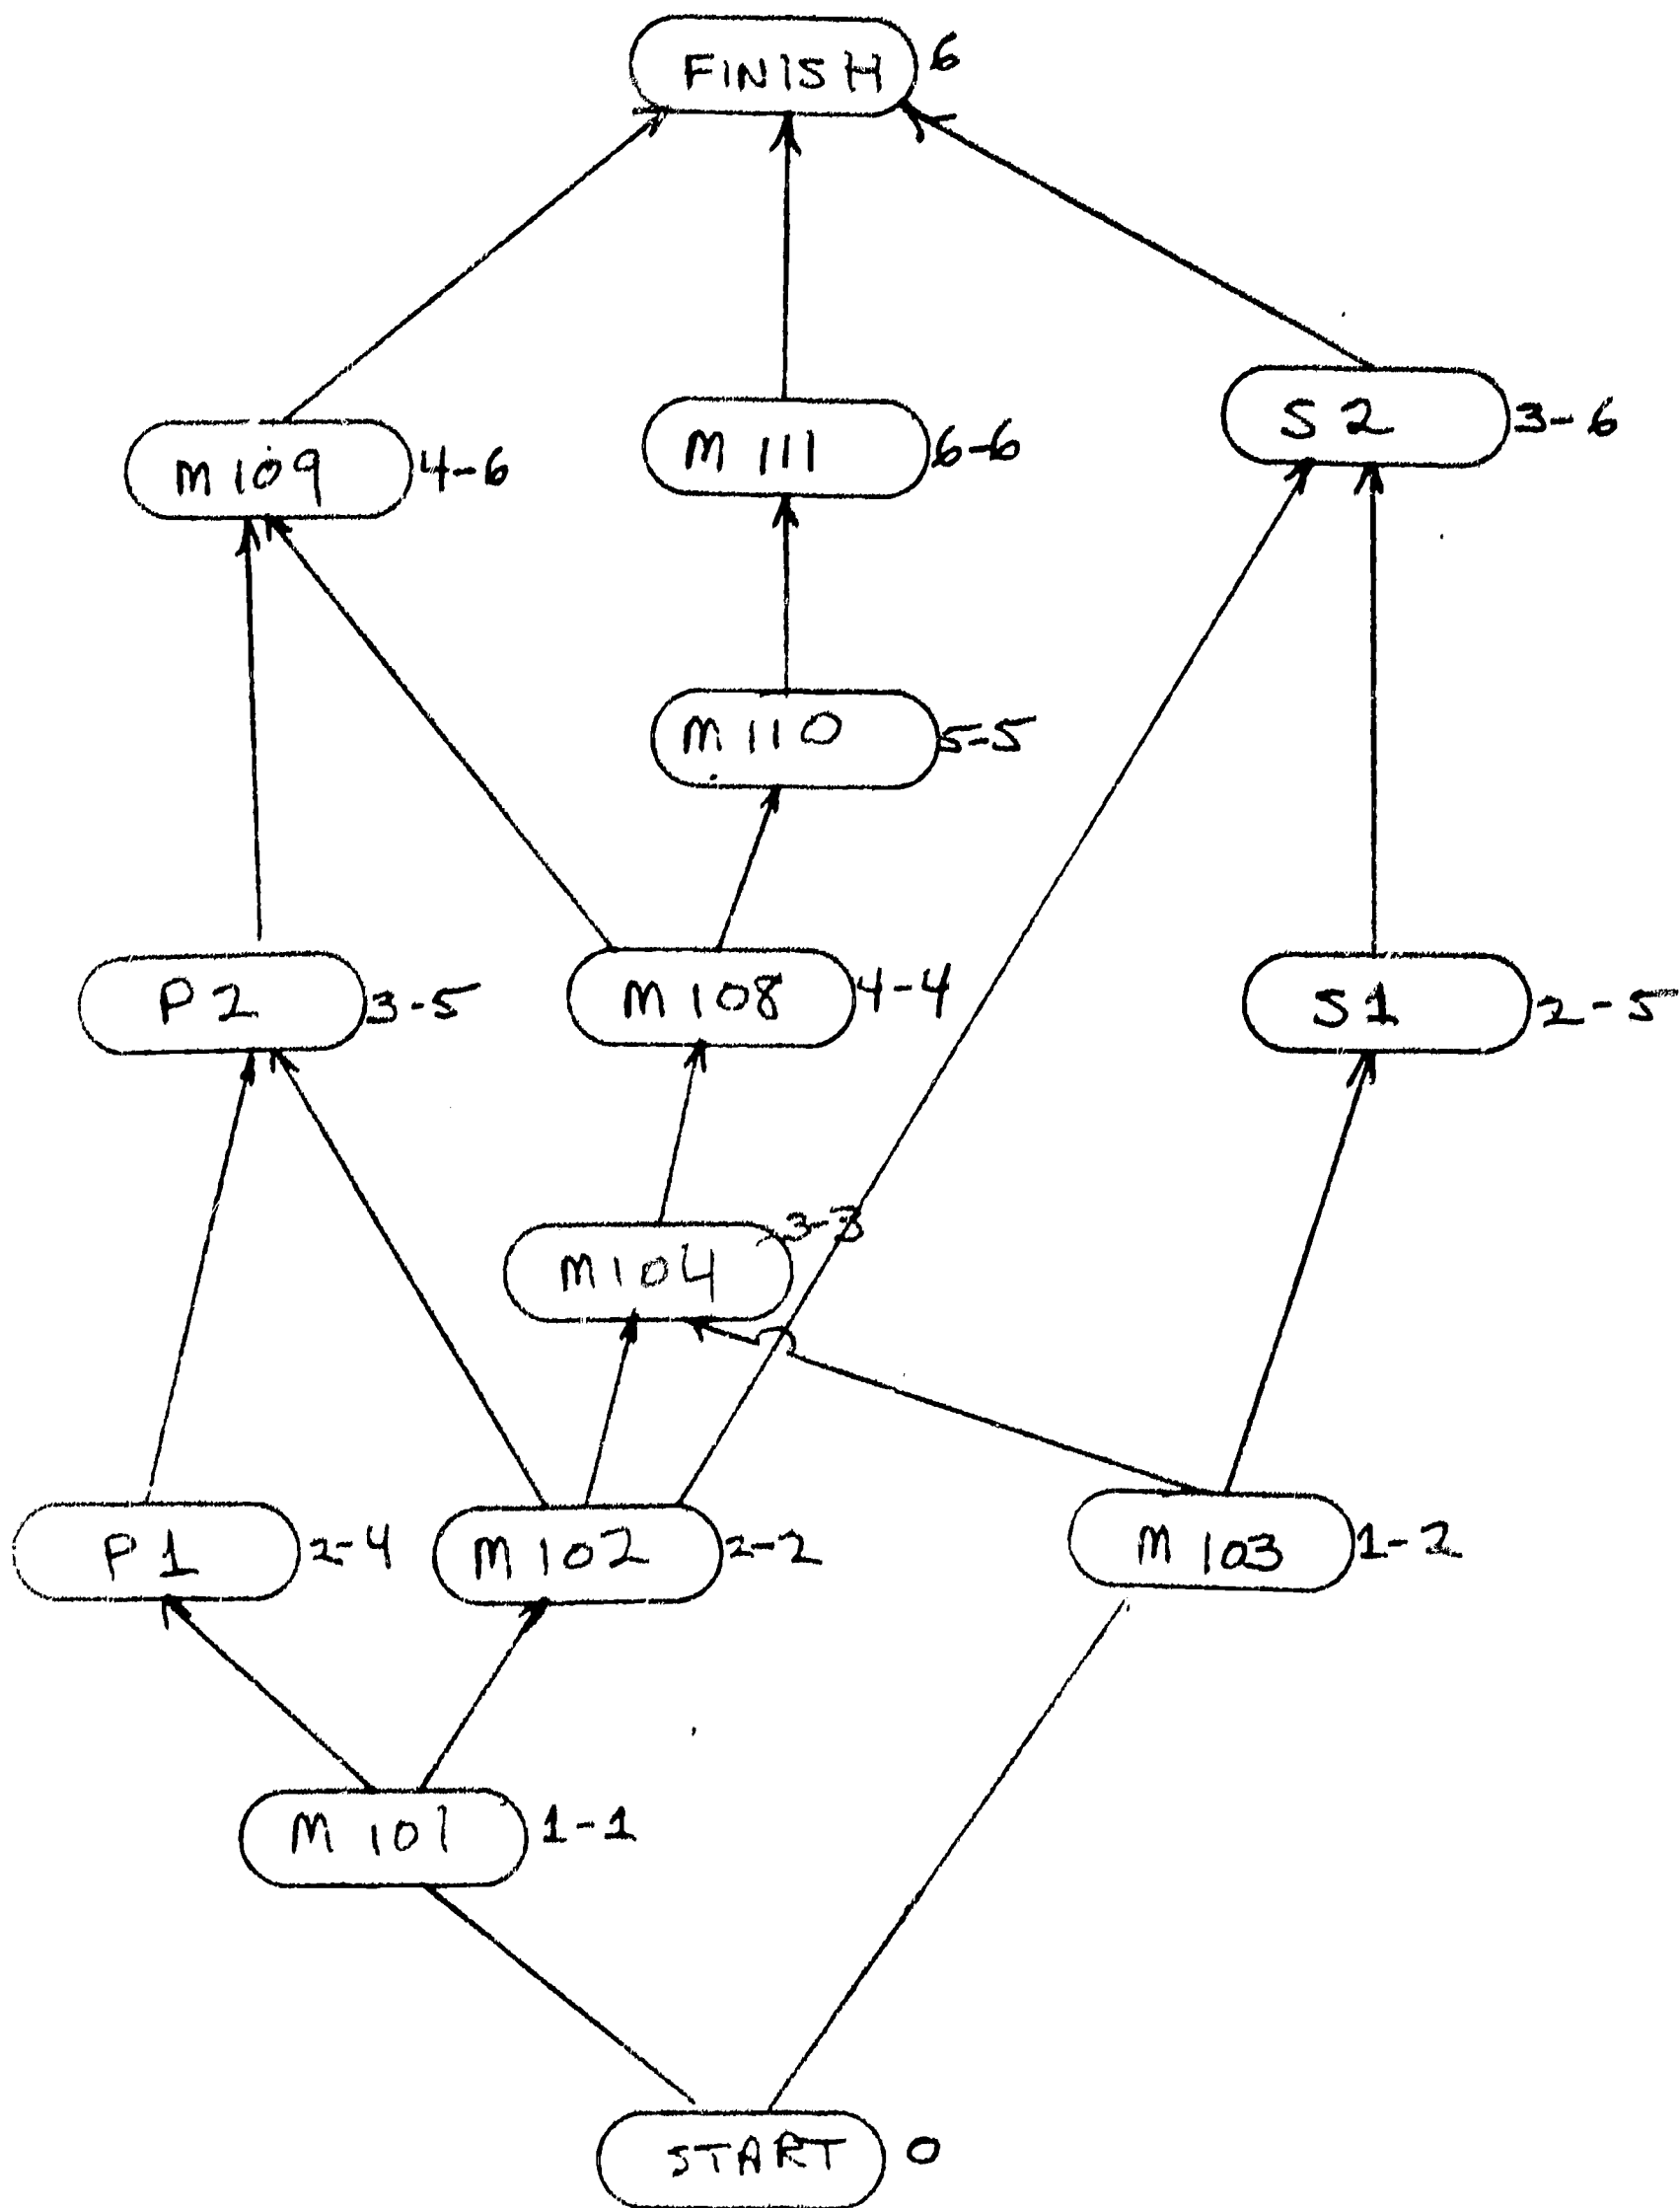 FINISH 6
S2 3-6
M111 6-6
M109 4-6
M110 5-5
P2 3-5
M108 4-4
S1 2-5
M104 3-3
P1 2-4
M102 2-2
M103 1-2
M101 1-1
START 0